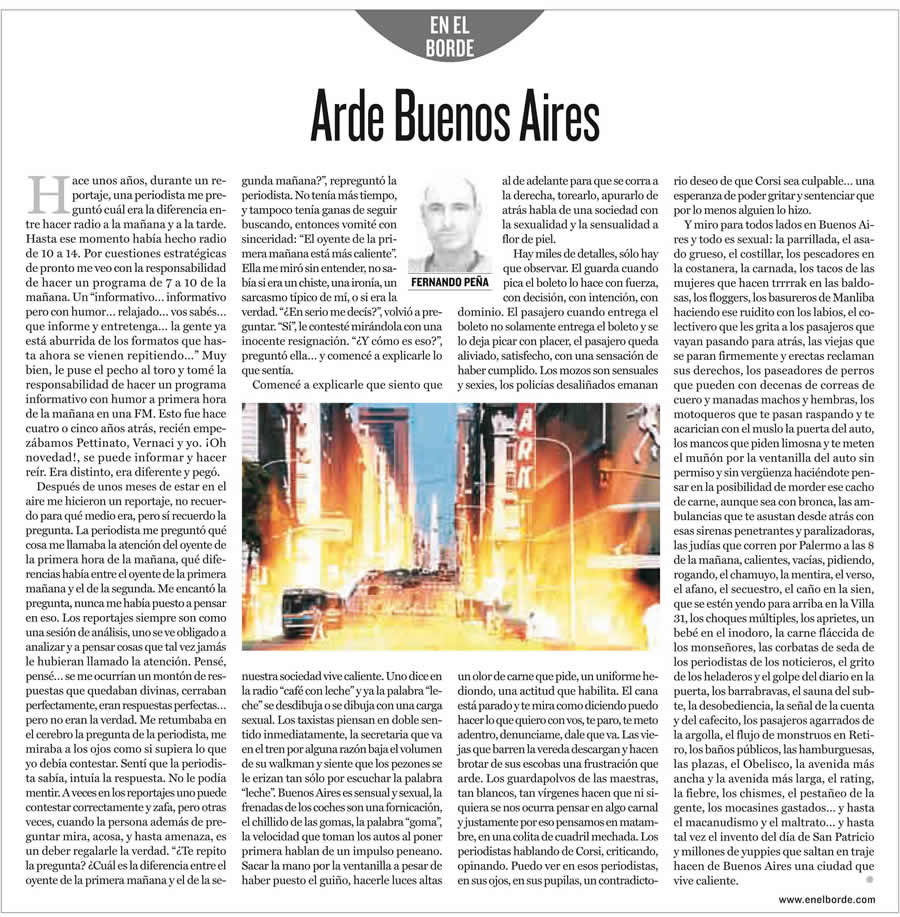 EN EL
BORDE
Arde Buenos Aires
Hace unos años, durante un re-
portaje, una periodista me pre-
guntó cuál era la diferencia en-
tre hacer radio a la mañana y a la tarde.
Hasta ese momento había hecho radio
de 10 a 14. Por cuestiones estratégicas
de pronto me veo con la responsabilidad
de hacer un programa de 7 a 10 de la
mañana. Un “informativo... informativo
pero con humor... relajado... vos sabés...
que informe y entretenga... la gente ya
está aburrida de los formatos que has-
ta ahora se vienen repitiendo...” Muy
bien, le puse el pecho al toro y tomé la
responsabilidad de hacer un programa
informativo con humor a primera hora
de la mañana en una FM. Esto fue hace
cuatro o cinco años atrás, recién empe-
zábamos Pettinato, Vernaci y yo. ¡Oh
novedad!, se puede informar y hacer
reír. Era distinto, era diferente y pegó.
Después de unos meses de estar en el
aire me hicieron un reportaje, no recuer-
do para qué medio era, pero sí recuerdo la
pregunta. La periodista me preguntó qué
cosa me llamaba la atención del oyente de
la primera hora de la mañana, qué dife-
rencias había entre el oyente de la primera
mañana y el de la segunda. Me encantó la
pregunta, nunca me había puesto a pensar
en eso. Los reportajes siempre son como
una sesión de análisis, uno se ve obligado a
analizar y a pensar cosas que tal vez jamás
le hubieran llamado la atención. Pensé,
pensé... se me ocurrían un montón de res-
puestas que quedaban divinas, cerraban
perfectamente, eran respuestas perfectas...
pero no eran la verdad. Me retumbaba en
el cerebro la pregunta de la periodista, me
miraba a los ojos como si supiera lo que
yo debía contestar. Sentí que la periodis-
ta sabía, intuía la respuesta. No le podía
mentir. A veces en los reportajes uno puede
contestar correctamente y zafa, pero otras
veces, cuando la persona además de pre-
guntar mira, acosa, y hasta amenaza, es
un deber regalarle la verdad. “¿Te repito
la pregunta? ¿Cuál es la diferencia entre el
oyente de la primera mañana y el de la se-
gunda mañana?”, repreguntó la
periodista. No tenía más tiempo,
y tampoco tenía ganas de seguir
buscando, entonces vomité con
sinceridad: “El oyente de la pri-
mera mañana está más caliente”.
Ella me miró sin entender, no sa-
bía si era un chiste, una ironía, un
sarcasmo típico de mí, o si era la
verdad. “¿En serio me decís?”, volvió a pre-
guntar. “Sí”, le contesté mirándola con una
inocente resignación. “¿Y cómo es eso?”,
preguntó ella... y comencé a explicarle lo
que sentía.
Comencé a explicarle que siento que
nuestra sociedad vive caliente. Uno dice en
la radio “café con leche” y ya la palabra “le-
che” se desdibuja o se dibuja con una carga
sexual. Los taxistas piensan en doble sen-
tido inmediatamente, la secretaria que va
en el tren por alguna razón baja el volumen
de su walkman y siente que los pezones se
le erizan tan sólo por escuchar la palabra
“leche”. Buenos Aires es sensual y sexual, la
frenadas de los coches son una fornicación,
el chillido de las gomas, la palabra “goma”,
la velocidad que toman los autos al poner
primera hablan de un impulso peneano.
Sacar la mano por la ventanilla a pesar de
haber puesto el guiño, hacerle luces altas
FERNANDO PEÑA
al de adelante para que se corra a
la derecha, torearlo, apurarlo de
atrás habla de una sociedad con
la sexualidad y la sensualidad a
flor de piel.
Hay miles de detalles, sólo hay
que observar. El guarda cuando
pica el boleto lo hace con fuerza,
con decisión, con intención, con
dominio. El pasajero cuando entrega el
boleto no solamente entrega el boleto y se
lo deja picar con placer, el pasajero queda
aliviado, satisfecho, con una sensación de
haber cumplido. Los mozos son sensuales
y sexies, los policías desaliñados emanan
ARK
un olor de carne que pide, un uniforme he-
diondo, una actitud que habilita. El cana
está parado y te mira como diciendo puedo
hacer lo que quiero con vos, te paro, te meto
adentro, denunciame, dale que va. Las vie-
jas que barren la vereda descargan y hacen
brotar de sus escobas una frustración que
arde. Los guardapolvos de las maestras,
tan blancos, tan vírgenes hacen que ni si-
quiera se nos ocurra pensar en algo carnal
y justamente por eso pensamos en matam-
bre, en una colita de cuadril mechada. Los
periodistas hablando de Corsi, criticando,
opinando. Puedo ver en esos periodistas,
en sus ojos, en sus pupilas, un contradicto-
rio deseo de que Corsi sea culpable... una
esperanza de poder gritar y sentenciar que
por lo menos alguien lo hizo.
Y miro para todos lados en Buenos Ai-
res y todo es sexual: la parrillada, el asa-
do grueso, el costillar, los pescadores en
la costanera, la carnada, los tacos de las
mujeres que hacen trrrrak en las baldo-
sas, los floggers, los basureros de Manliba
haciendo ese ruidito con los labios, el co-
lectivero que les grita a los pasajeros que
vayan pasando para atrás, las viejas que
se paran firmemente y erectas reclaman
sus derechos, los paseadores de perros
que pueden con decenas de correas de
cuero y manadas machos y hembras, los
motoqueros que te pasan raspando y te
acarician con el muslo la puerta del auto,
los mancos que piden limosna y te meten
el muñón por la ventanilla del auto sin
permiso y sin vergüenza haciéndote pen-
sar en la posibilidad de morder ese cacho
de carne, aunque sea con bronca, las am-
bulancias que te asustan desde atrás con
esas sirenas penetrantes y paralizadoras,
las judías que corren por Palermo a las 8
de la mañana, calientes, vacías, pidiendo,
rogando, el chamuyo, la mentira, el verso,
el afano, el secuestro, el caño en la sien,
que se estén yendo para arriba en la Villa
31, los choques múltiples, los aprietes, un
bebé en el inodoro, la carne fláccida de
los monseñores, las corbatas de seda de
los periodistas de los noticieros, el grito
de los heladeros y el golpe del diario en la
puerta, los barrabravas, el sauna del sub-
te, la desobediencia, la señal de la cuenta
y del cafecito, los pasajeros agarrados de
la argolla, el flujo de monstruos en Reti-
ro, los baños públicos, las hamburguesas,
las plazas, el Obelisco, la avenida más
ancha y la avenida más larga, el rating,
la fiebre, los chismes, el pestañeo de la
gente, los mocasines gastados... y hasta
el macanudismo y el maltrato... y hasta
tal vez el invento del día de San Patricio
y millones de yuppies que saltan en traje
hacen de Buenos Aires una ciudad que
vive caliente.
www.enelborde.com